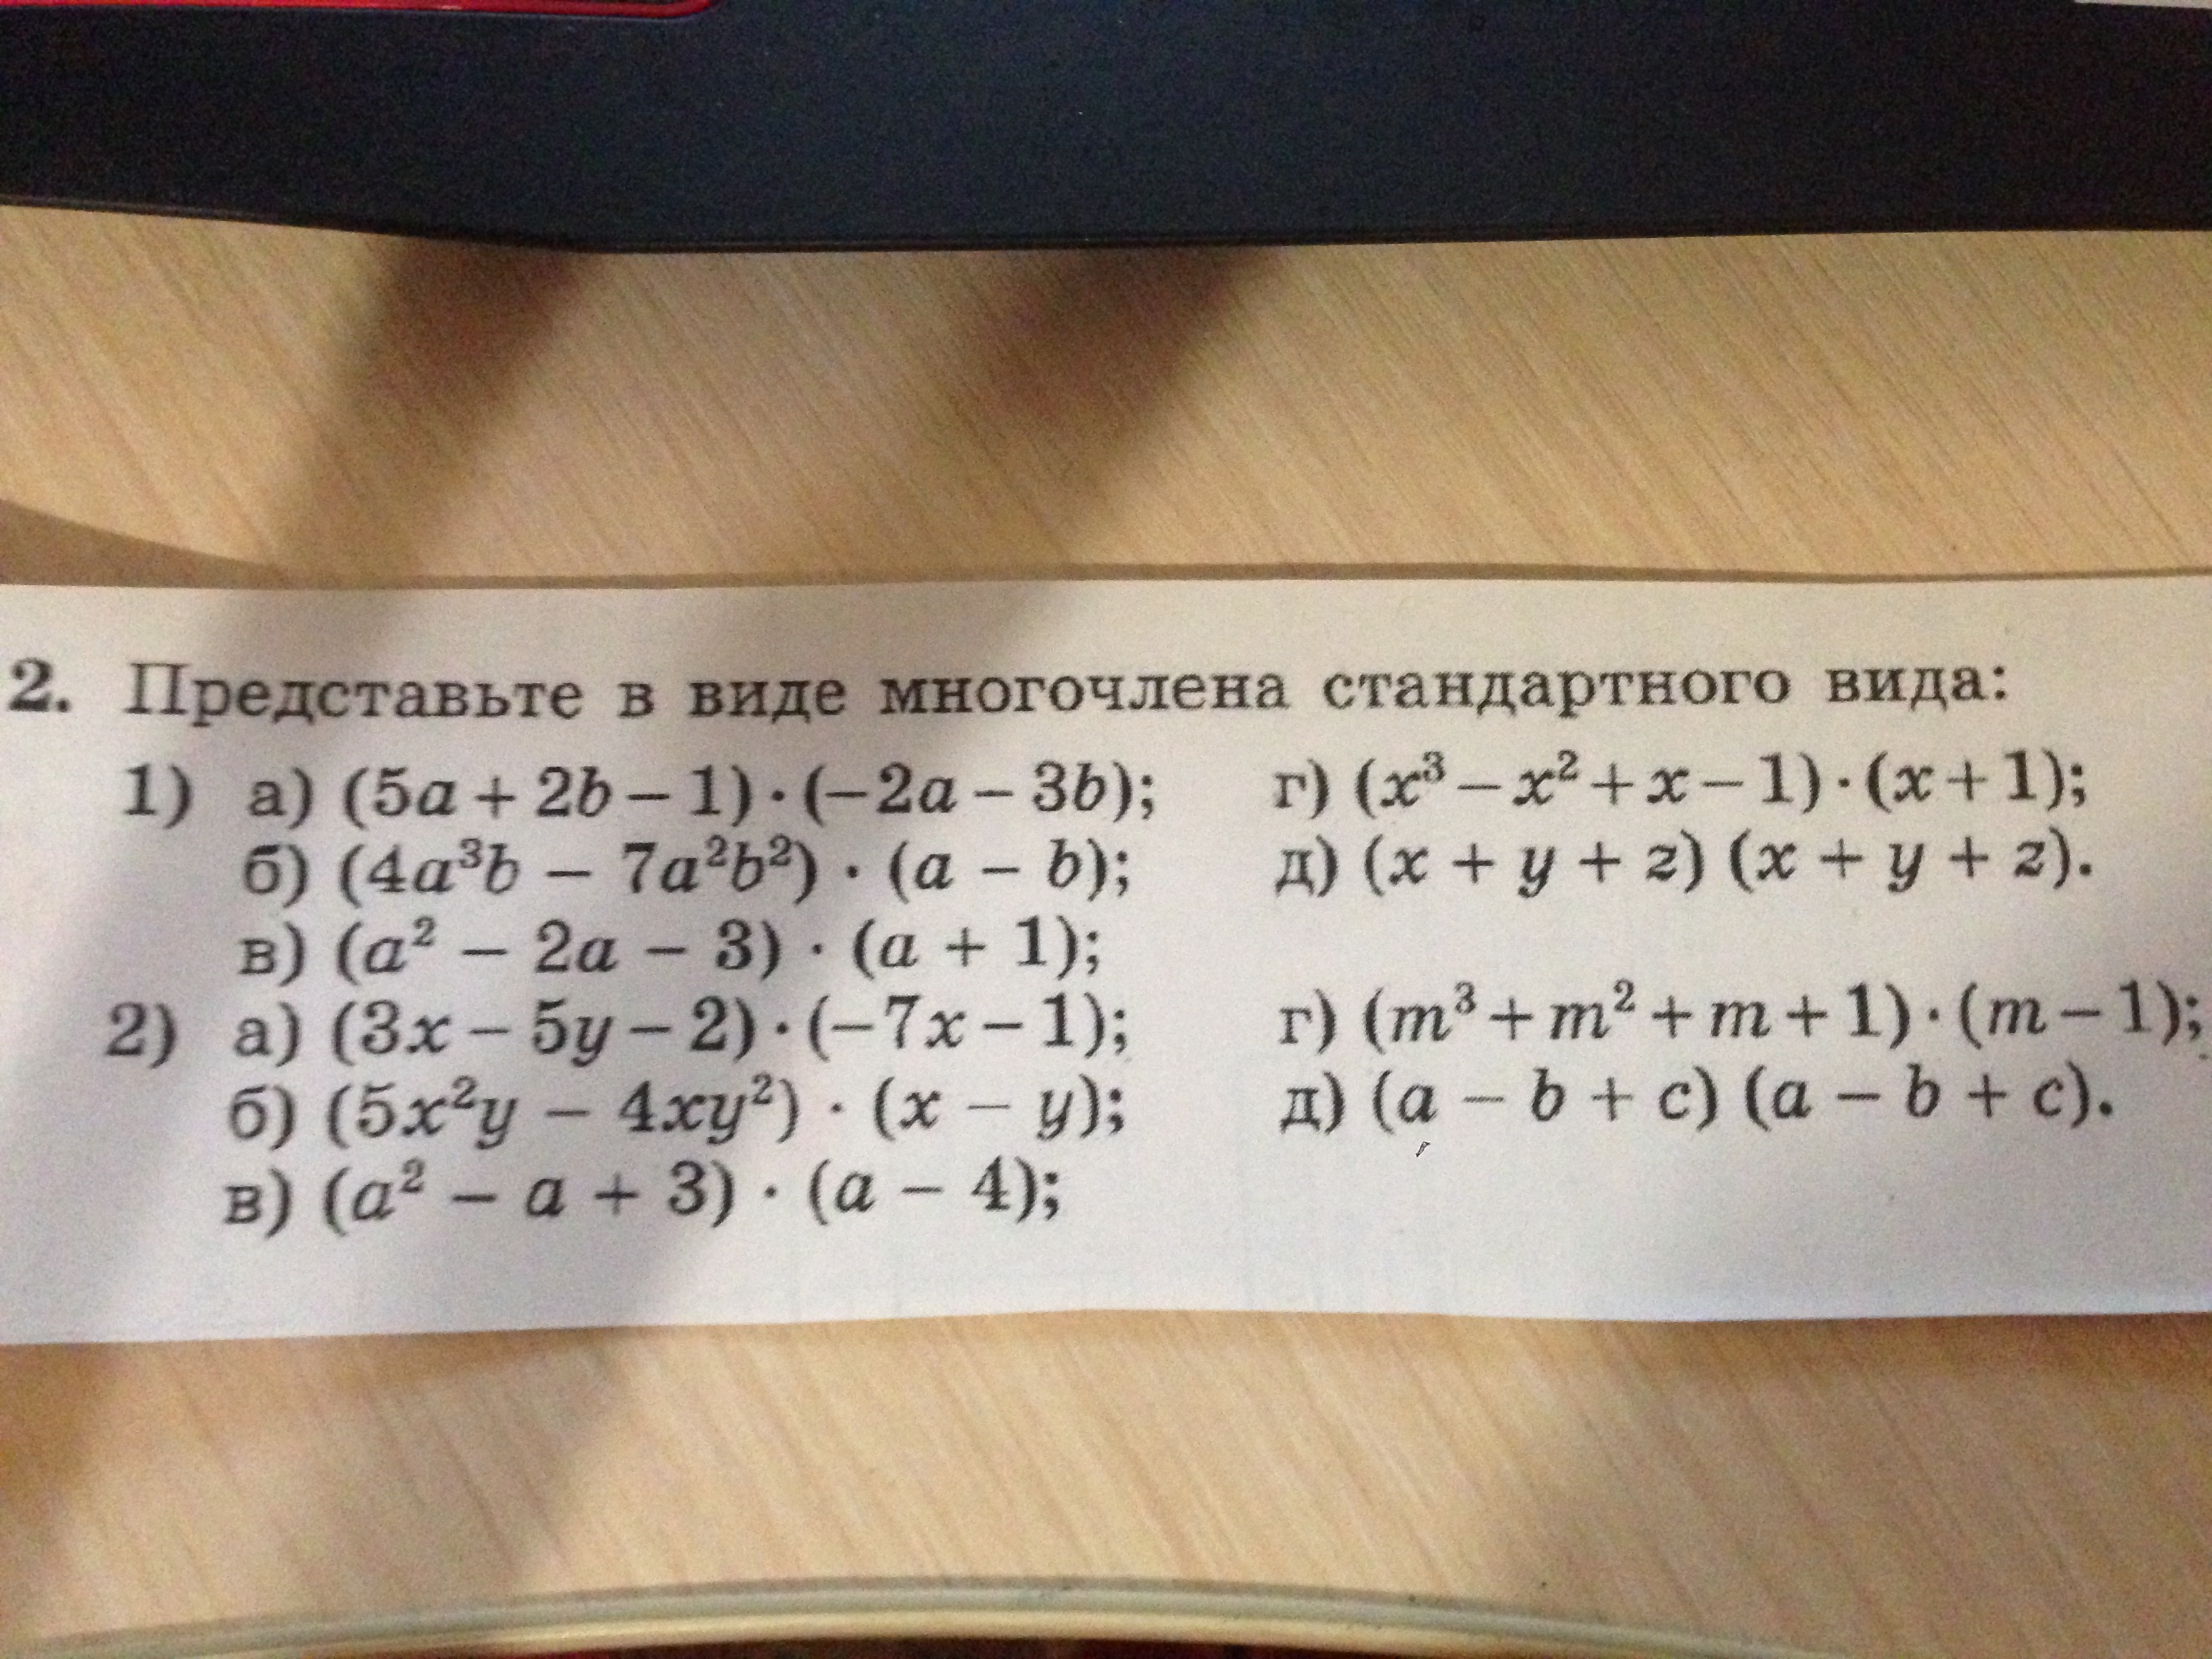 2. Представьте в виде многочлена стандартного вида:
1) а) (5a + 2b − 1) · (−2a − 3b); г) (x³ − x² + x − 1) · (x + 1);
б) (4a³b − 7a²b²) · (a − b); д) (x + y + z) (x + y + z).
в) (a² − 2a − 3) · (a + 1);
2) а) (3x − 5y − 2) · (−7x − 1); г) (m³ + m² + m + 1) · (m − 1);
б) (5x²y − 4xy²) · (x − y); д) (a − b + c) (a − b + c).
в) (a² − a + 3) · (a − 4);